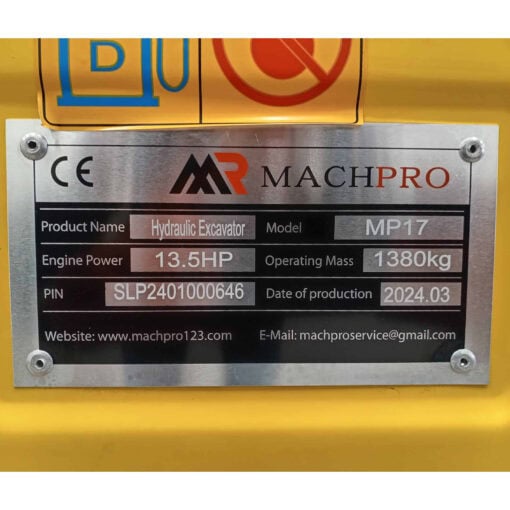 D
CE MR MACHPRO
Product Name Hydraulic Excavator Model MP17
Engine Power 13.5HP Operating Mass 1380kg
PIN SLP2401000646 Date of production 2024.03
Website: www.machpro123.com E-Mail: machproservice@gmail.com